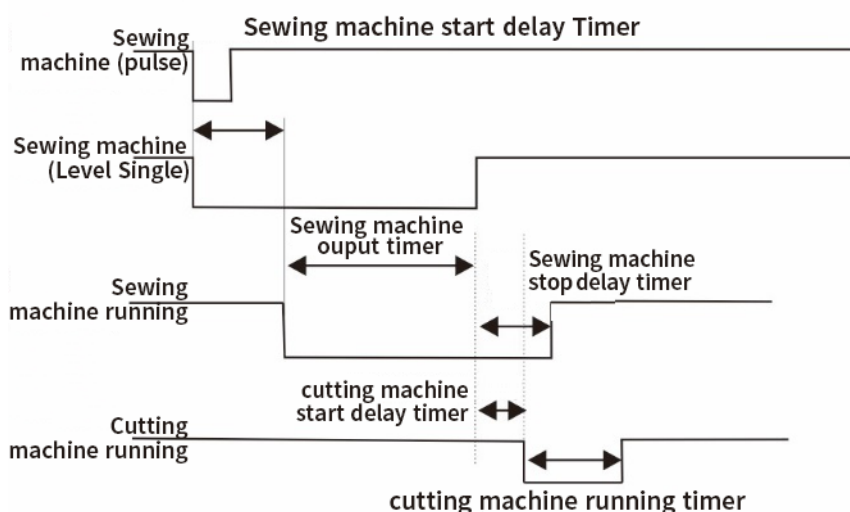 Sewing machine start delay Timer
Sewing
machine (pulse)
Sewing machine
(Level Single)
Sewing machine
ouput timer
Sewing machine
stop delay timer
Sewing
machine running
cutting machine
start delay timer
Cutting
machine running
cutting machine running timer